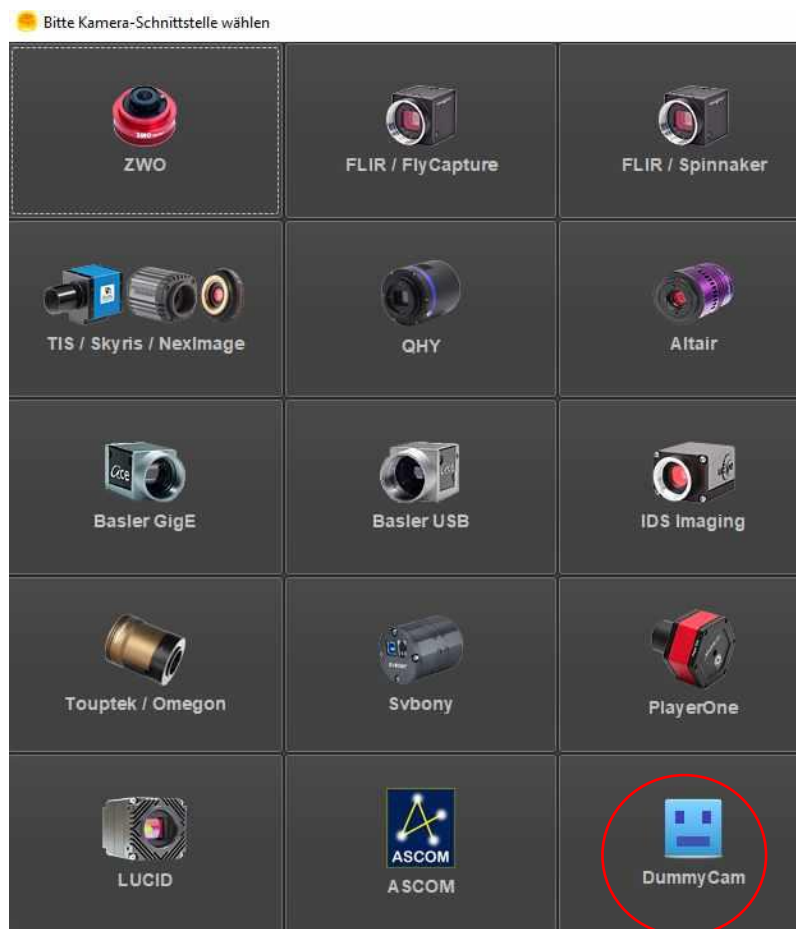 Bitte Kamera-Schnittstelle wählen
ZWO
FLIR / FlyCapture
FLIR / Spinnaker
TIS / Skyris / NexImage
QHY
Altair
Basler GigE
Basler USB
IDS Imaging
Touptek / Omegon
Svbony
PlayerOne
LUCID
ASCOM
ASCOM
DummyCam